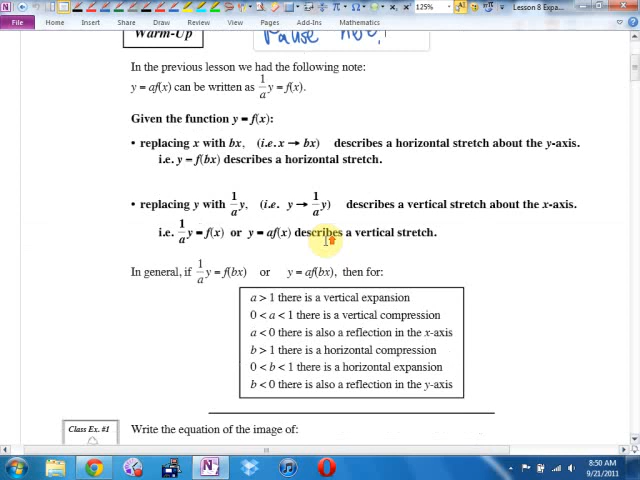 File
Home
Insert
Share
Draw
Review
View
Page
Add-Ins
Mathematics
125%
Lesson 8 Expa...
Warm-Up
Pause here!
In the previous lesson we had the following note:
y = af(x) can be written as 1/a y = f(x).
Given the function y = f(x):
• replacing x with bx, (i.e. x → bx) describes a horizontal stretch about the y-axis.
i.e. y = f(bx) describes a horizontal stretch.
• replacing y with 1/a y, (i.e. y → 1/a y) describes a vertical stretch about the x-axis.
i.e. 1/a y = f(x) or y = af(x) describes a vertical stretch.
In general, if 1/a y = f(bx) or y = af(bx), then for:
a > 1 there is a vertical expansion
0 < a < 1 there is a vertical compression
a < 0 there is also a reflection in the x-axis
b > 1 there is a horizontal compression
0 < b < 1 there is a horizontal expansion
b < 0 there is also a reflection in the y-axis
Class Ex. #1
Write the equation of the image of:
8:50 AM
9/21/2011